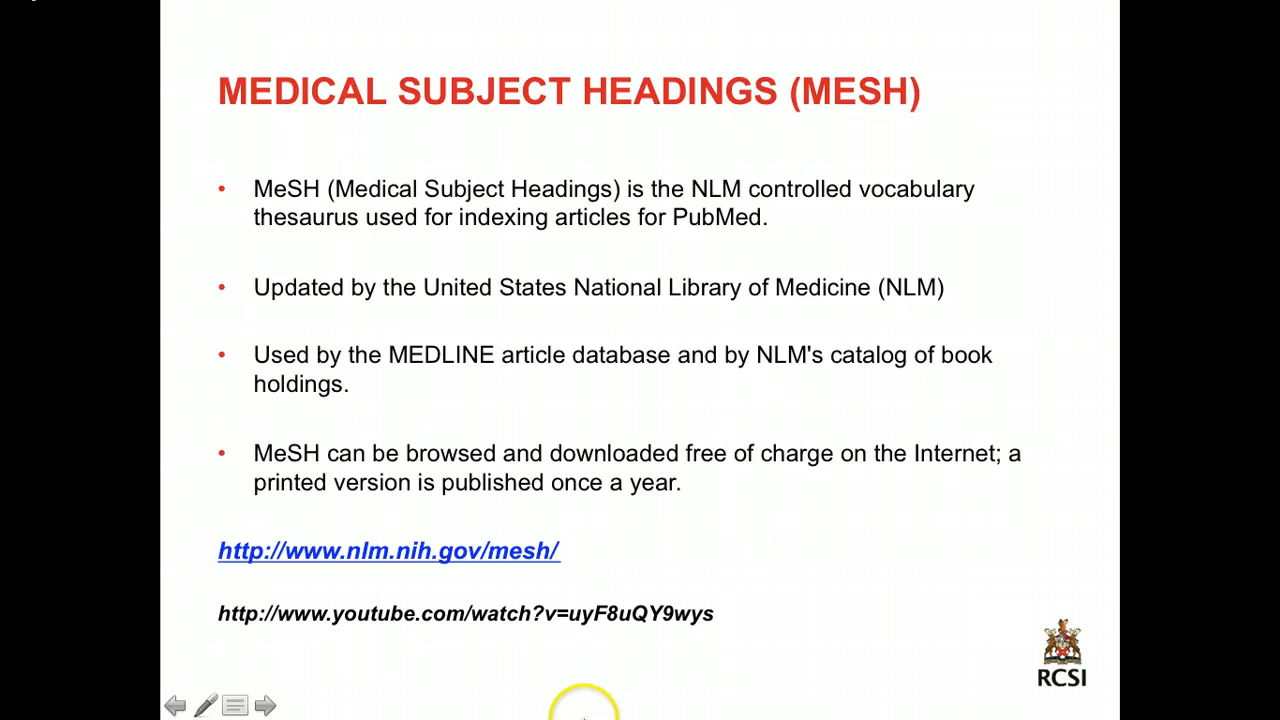 MEDICAL SUBJECT HEADINGS (MESH)
• MeSH (Medical Subject Headings) is the NLM controlled vocabulary
thesaurus used for indexing articles for PubMed.
• Updated by the United States National Library of Medicine (NLM)
• Used by the MEDLINE article database and by NLM's catalog of book
holdings.
• MeSH can be browsed and downloaded free of charge on the Internet; a
printed version is published once a year.
http://www.nlm.nih.gov/mesh/
http://www.youtube.com/watch?v=uyF8uQY9wys
RCSI